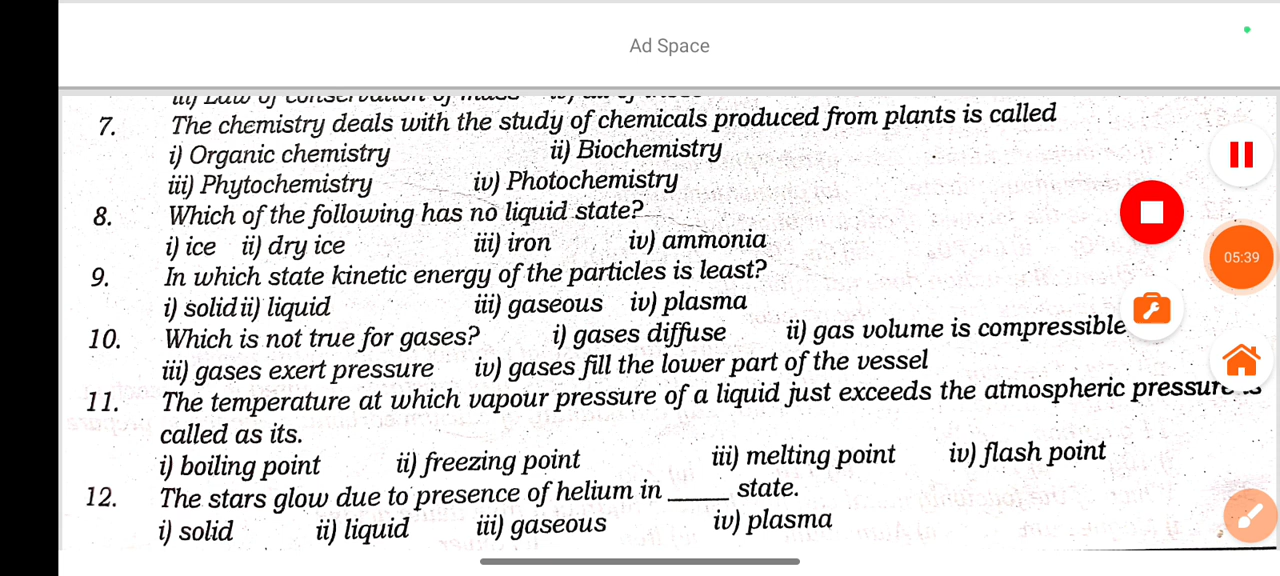 Ad Space
7. The chemistry deals with the study of chemicals produced from plants is called
i) Organic chemistry ii) Biochemistry
iii) Phytochemistry iv) Photochemistry
8. Which of the following has no liquid state?
i) ice ii) dry ice iii) iron iv) ammonia
05:39
9. In which state kinetic energy of the particles is least?
i) solid ii) liquid iii) gaseous iv) plasma
10. Which is not true for gases? i) gases diffuse ii) gas volume is compressible
iii) gases exert pressure iv) gases fill the lower part of the vessel
11. The temperature at which vapour pressure of a liquid just exceeds the atmospheric
called as its.
i) boiling point ii) freezing point iii) melting point iv) flash point
12. The stars glow due to presence of helium in _____ state.
i) solid ii) liquid iii) gaseous iv) plasma